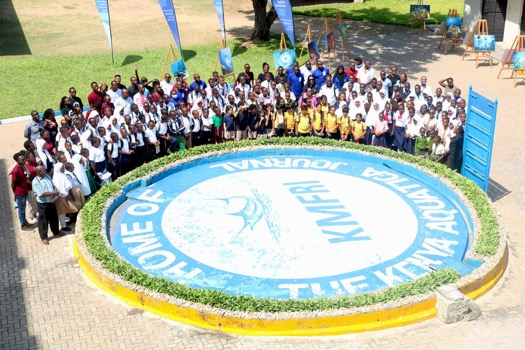 HOME OF
THE KENYA AQUATICA
JOURNAL
KMFRI